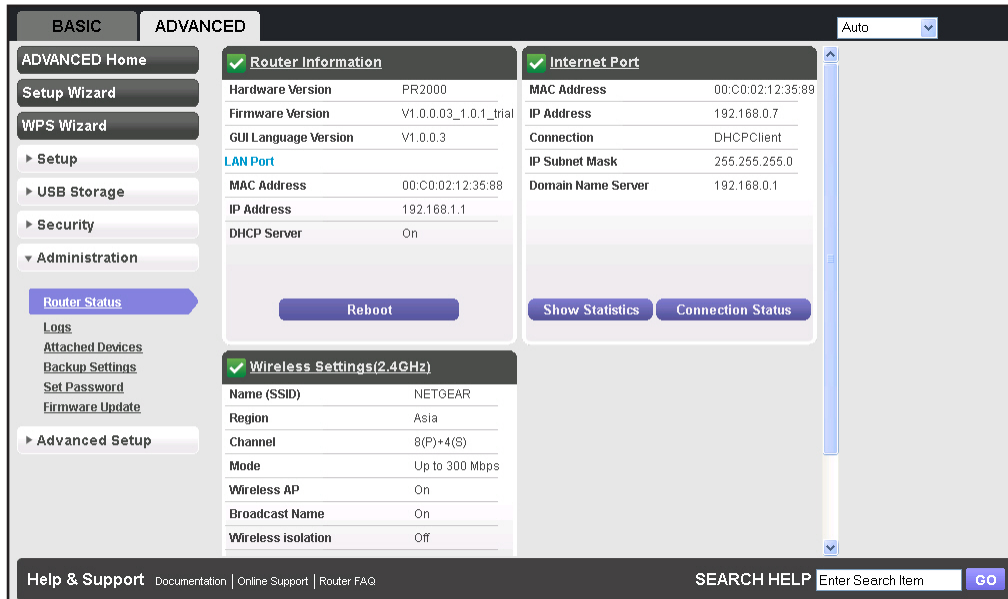 BASIC
ADVANCED
Auto
ADVANCED Home
Setup Wizard
WPS Wizard
Setup
USB Storage
Security
Administration
Router Status
Logs
Attached Devices
Backup Settings
Set Password
Firmware Update
Advanced Setup
Router Information
Hardware Version PR2000
Firmware Version V1.0.0.03_1.0.1_trial
GUI Language Version V1.0.0.3
LAN Port
MAC Address 00:C0:02:12:35:88
IP Address 192.168.1.1
DHCP Server On
Reboot
Internet Port
MAC Address 00:C0:02:12:35:89
IP Address 192.168.0.7
Connection DHCPClient
IP Subnet Mask 255.255.255.0
Domain Name Server 192.168.0.1
Show Statistics Connection Status
Wireless Settings(2.4GHz)
Name (SSID) NETGEAR
Region Asia
Channel 8(P)+4(S)
Mode Up to 300 Mbps
Wireless AP On
Broadcast Name On
Wireless isolation Off
Help & Support Documentation | Online Support | Router FAQ
SEARCH HELP Enter Search Item GO